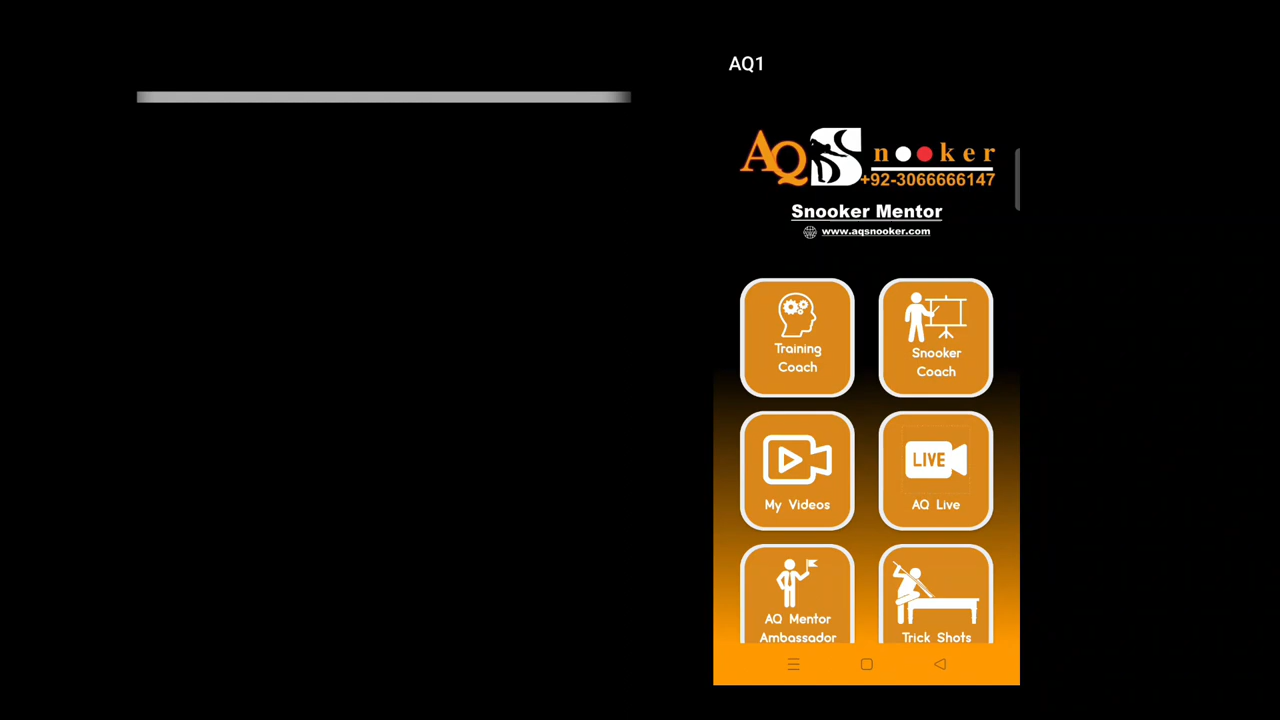 AQ1
AQ Snooker
+92-3066666147
Snooker Mentor
www.aqsnooker.com
Training
Coach
Snooker
Coach
My Videos
LIVE
AQ Live
AQ Mentor
Ambassador
Trick Shots